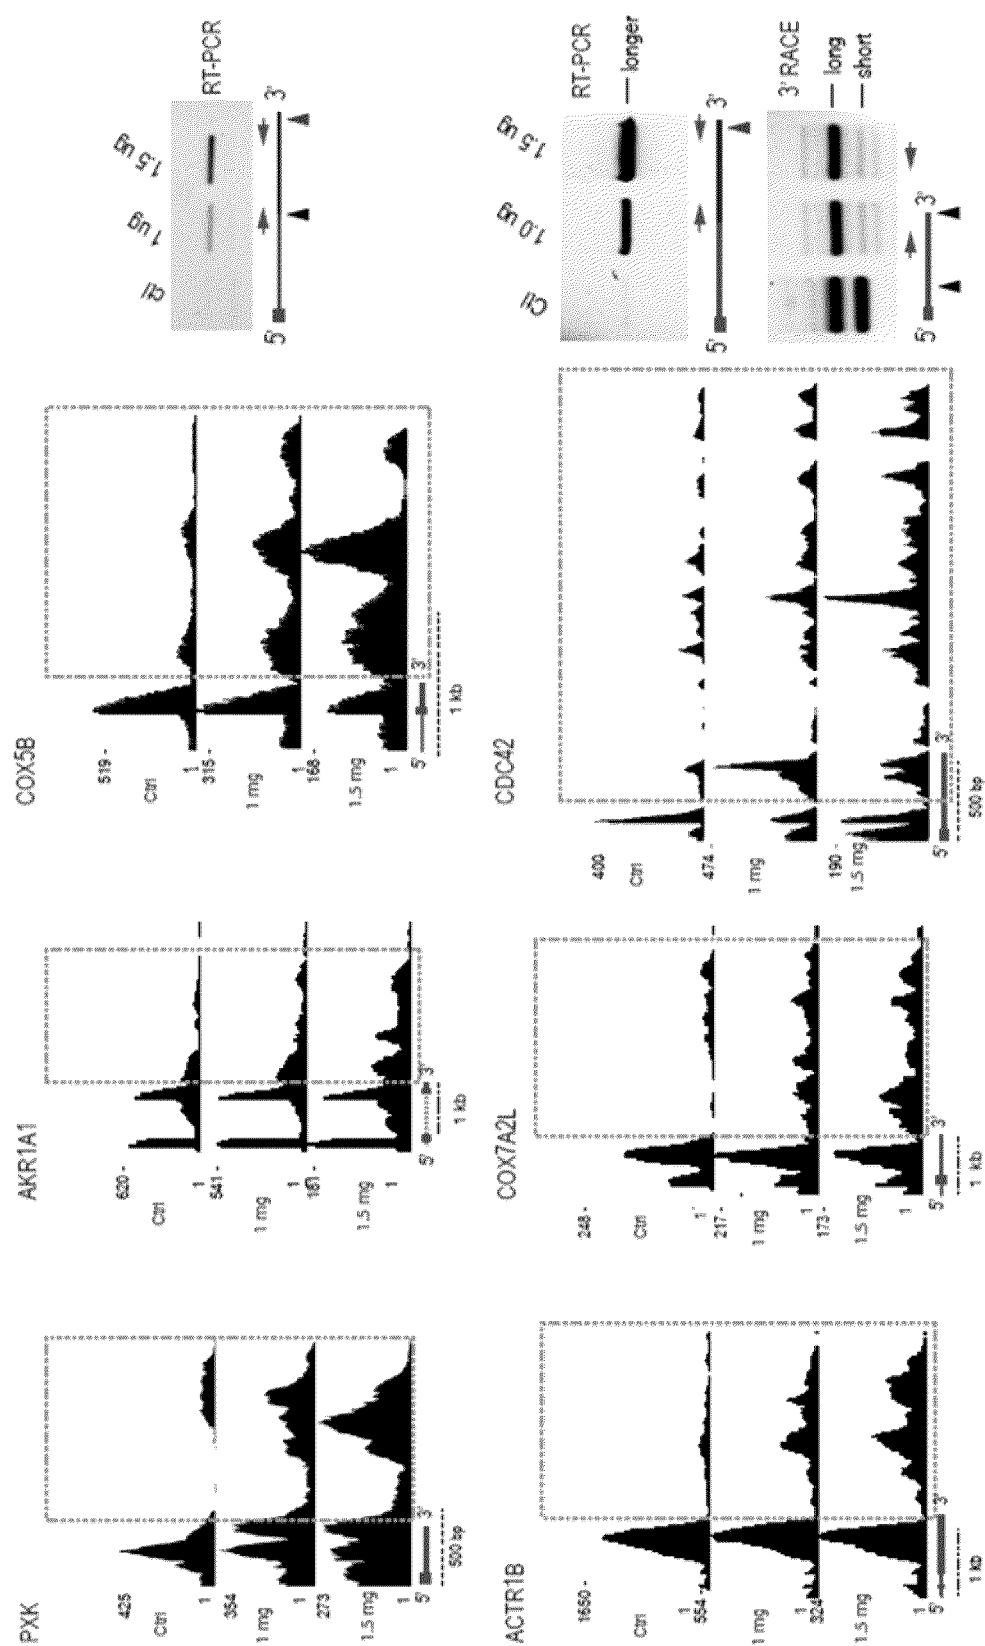 PXK
425
Ctrl
1
354
1 mg
1
273
1.5 mg
1
5'
3'
500 bp
AKR1A1
620-
Ctrl
1
541-
1 mg
1
161-
1.5 mg
1
5'
3'
1 kb
COX5B
519-
Ctrl
1
315-
1 mg
1
168-
1.5 mg
1
5'
3'
1 kb
Ctl
1 ug
1.5 ug
RT-PCR
5'
3'
ACTR1B
1650-
Ctrl
1
554-
1 mg
1
324
1.5 mg
1
5'
3'
1 kb
COX7A2L
248-
Ctrl
1
217-
1 mg
1
173-
1.5 mg
1
5'
3'
1 kb
CDC42
400
Ctrl
474-
1 mg
190-
1.5 mg
5'
3'
500 bp
Ctl
1.0 ug
1.5 ug
RT-PCR
longer
5'
3'
3' RACE
long
short
5'
3'